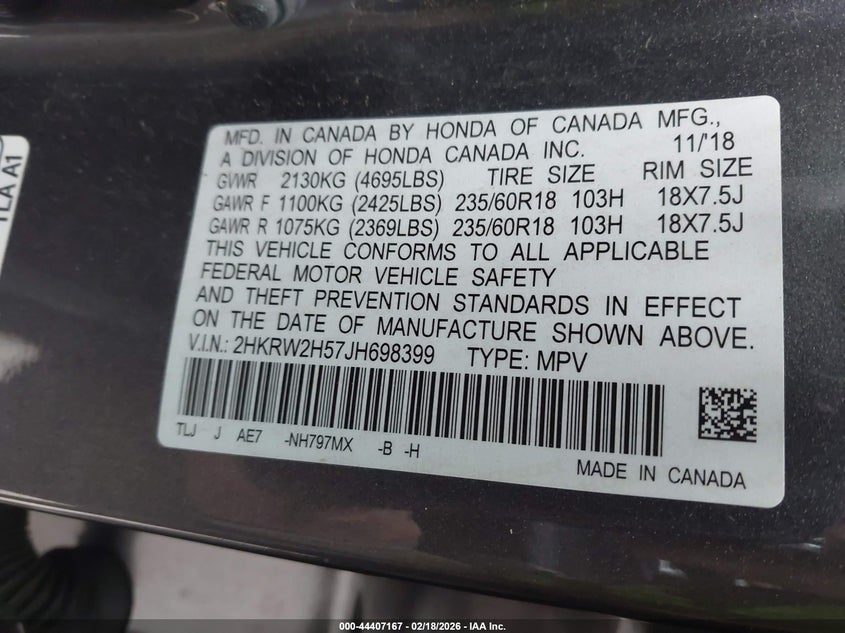 TLA A1
MFD. IN CANADA BY HONDA OF CANADA MFG.,
A DIVISION OF HONDA CANADA INC. 11/'18
GVWR 2130KG (4695LBS) TIRE SIZE RIM SIZE
GAWR F 1100KG (2425LBS) 235/60R18 103H 18X7.5J
GAWR R 1075KG (2369LBS) 235/60R18 103H 18X7.5J
THIS VEHICLE CONFORMS TO ALL APPLICABLE
FEDERAL MOTOR VEHICLE SAFETY
AND THEFT PREVENTION STANDARDS IN EFFECT
ON THE DATE OF MANUFACTURE SHOWN ABOVE.
V.I.N.: 2HKRW2H57JH698399 TYPE: MPV
TLJ J AE7 -NH797MX -B -H
MADE IN CANADA
000-44407167 | 02/18/2026 - IAA Inc.